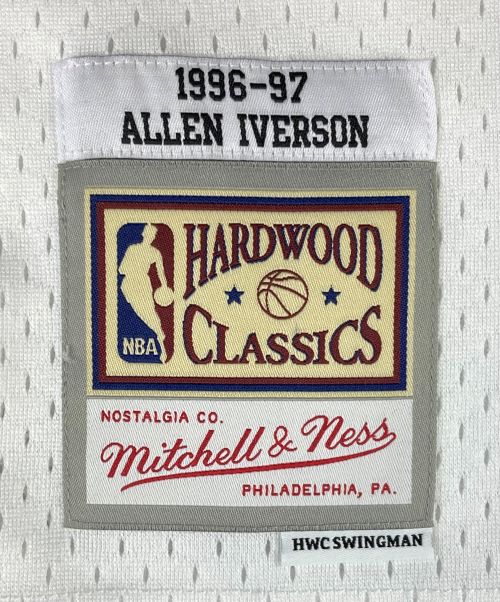 1996-97
ALLEN IVERSON
HARDWOOD
CLASSICS
NBA
NOSTALGIA CO.
Mitchell & Ness
PHILADELPHIA, PA.
HWC SWINGMAN